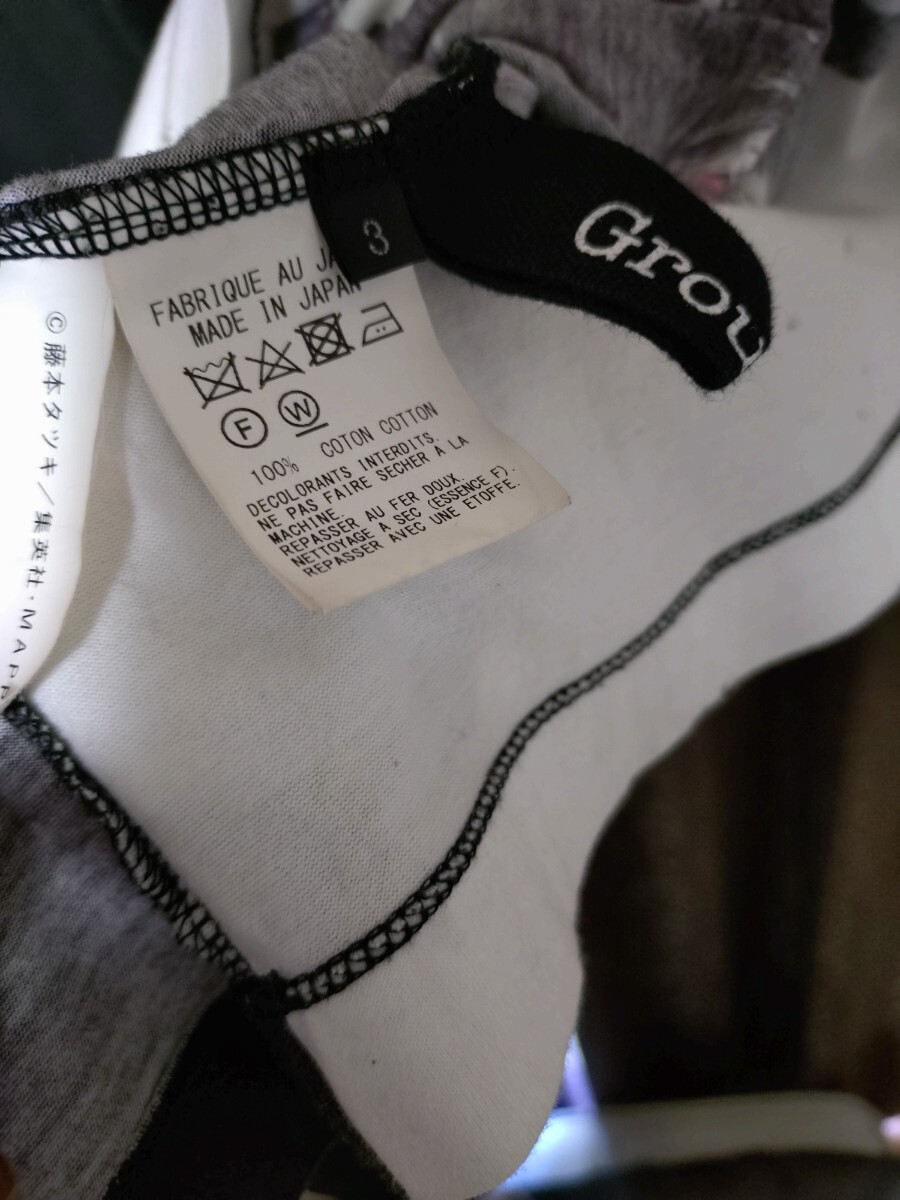 Grou
3
FABRIQUE AU JA
MADE IN JAPAN
F W
100% COTON COTTON
DECOLORANTS INTERDITS.
NE PAS FAIRE SECHER A LA
MACHINE.
REPASSER AU FER DOUX.
NETTOYAGE A SEC (ESSENCE F).
REPASSER AVEC UNE ETOFFE.
©藤本タツキ/集英社・MAPP